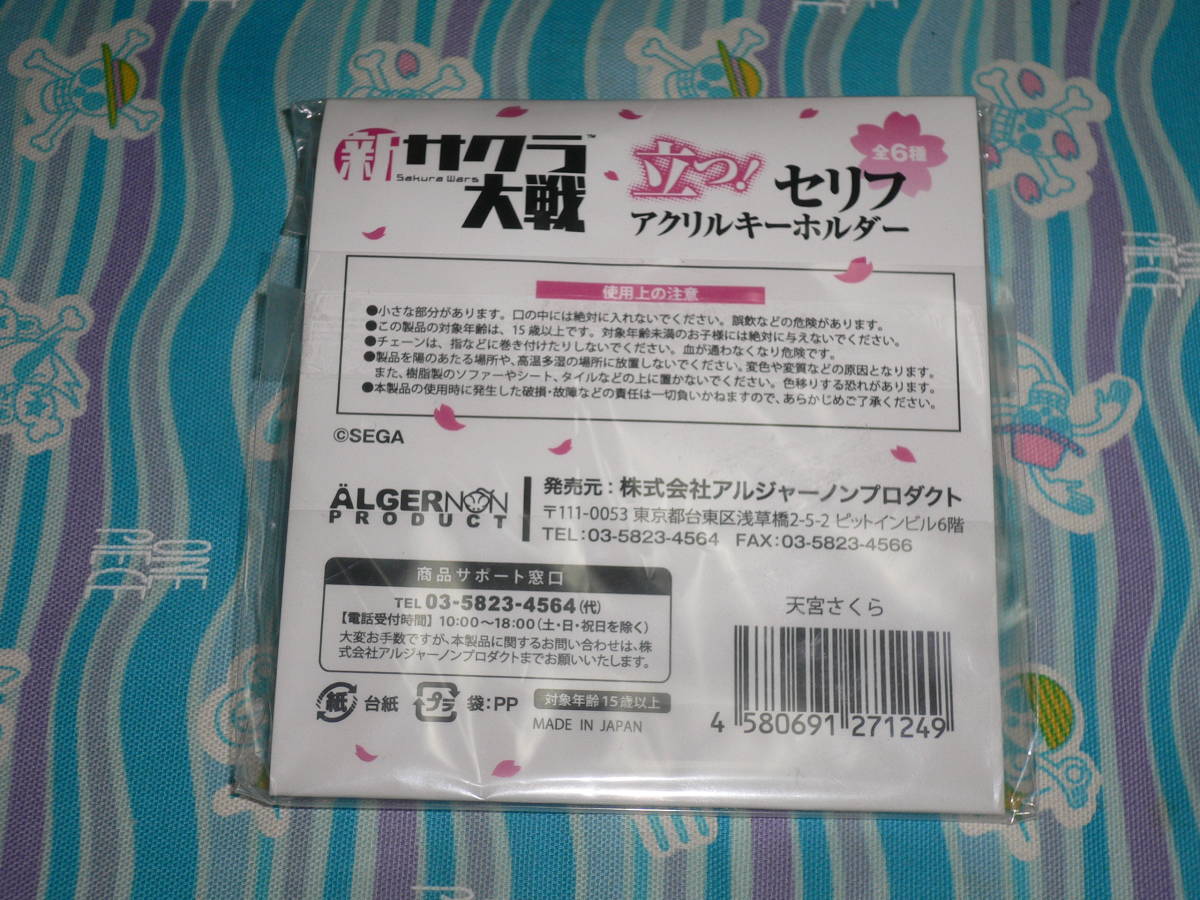 新サクラ大戦™
Sakura Wars
立つ!セリフ
アクリルキーホルダー
全6種
使用上の注意
●小さな部分があります。口の中には絶対に入れないでください。誤飲などの危険があります。
●この製品の対象年齢は、15歳以上です。対象年齢未満のお子様には絶対に与えないでください。
●チェーンは、指などに巻き付けたりしないでください。血が通わなくなり危険です。
●製品を陽のあたる場所や、高温多湿の場所に放置しないでください。変色や変質などの原因となります。
また、樹脂製のソファーやシート、タイルなどの上に置かないでください。色移りする恐れがあります。
●本製品の使用時に発生した破損・故障などの責任は一切負いかねますので、あらかじめご了承ください。
©SEGA
ÄLGERNON
PRODUCT
発売元:株式会社アルジャーノンプロダクト
〒111-0053 東京都台東区浅草橋2-5-2 ピットインビル6階
TEL:03-5823-4564 FAX:03-5823-4566
商品サポート窓口
TEL 03-5823-4564(代)
【電話受付時間】10:00~18:00(土・日・祝日を除く)
大変お手数ですが、本製品に関するお問い合わせは、株
式会社アルジャーノンプロダクトまでお願いいたします。
紙 台紙 プラ 袋:PP
対象年齢15歳以上
MADE IN JAPAN
天宮さくら
4 580691 271249
ONE PIECE
ONE PIECE